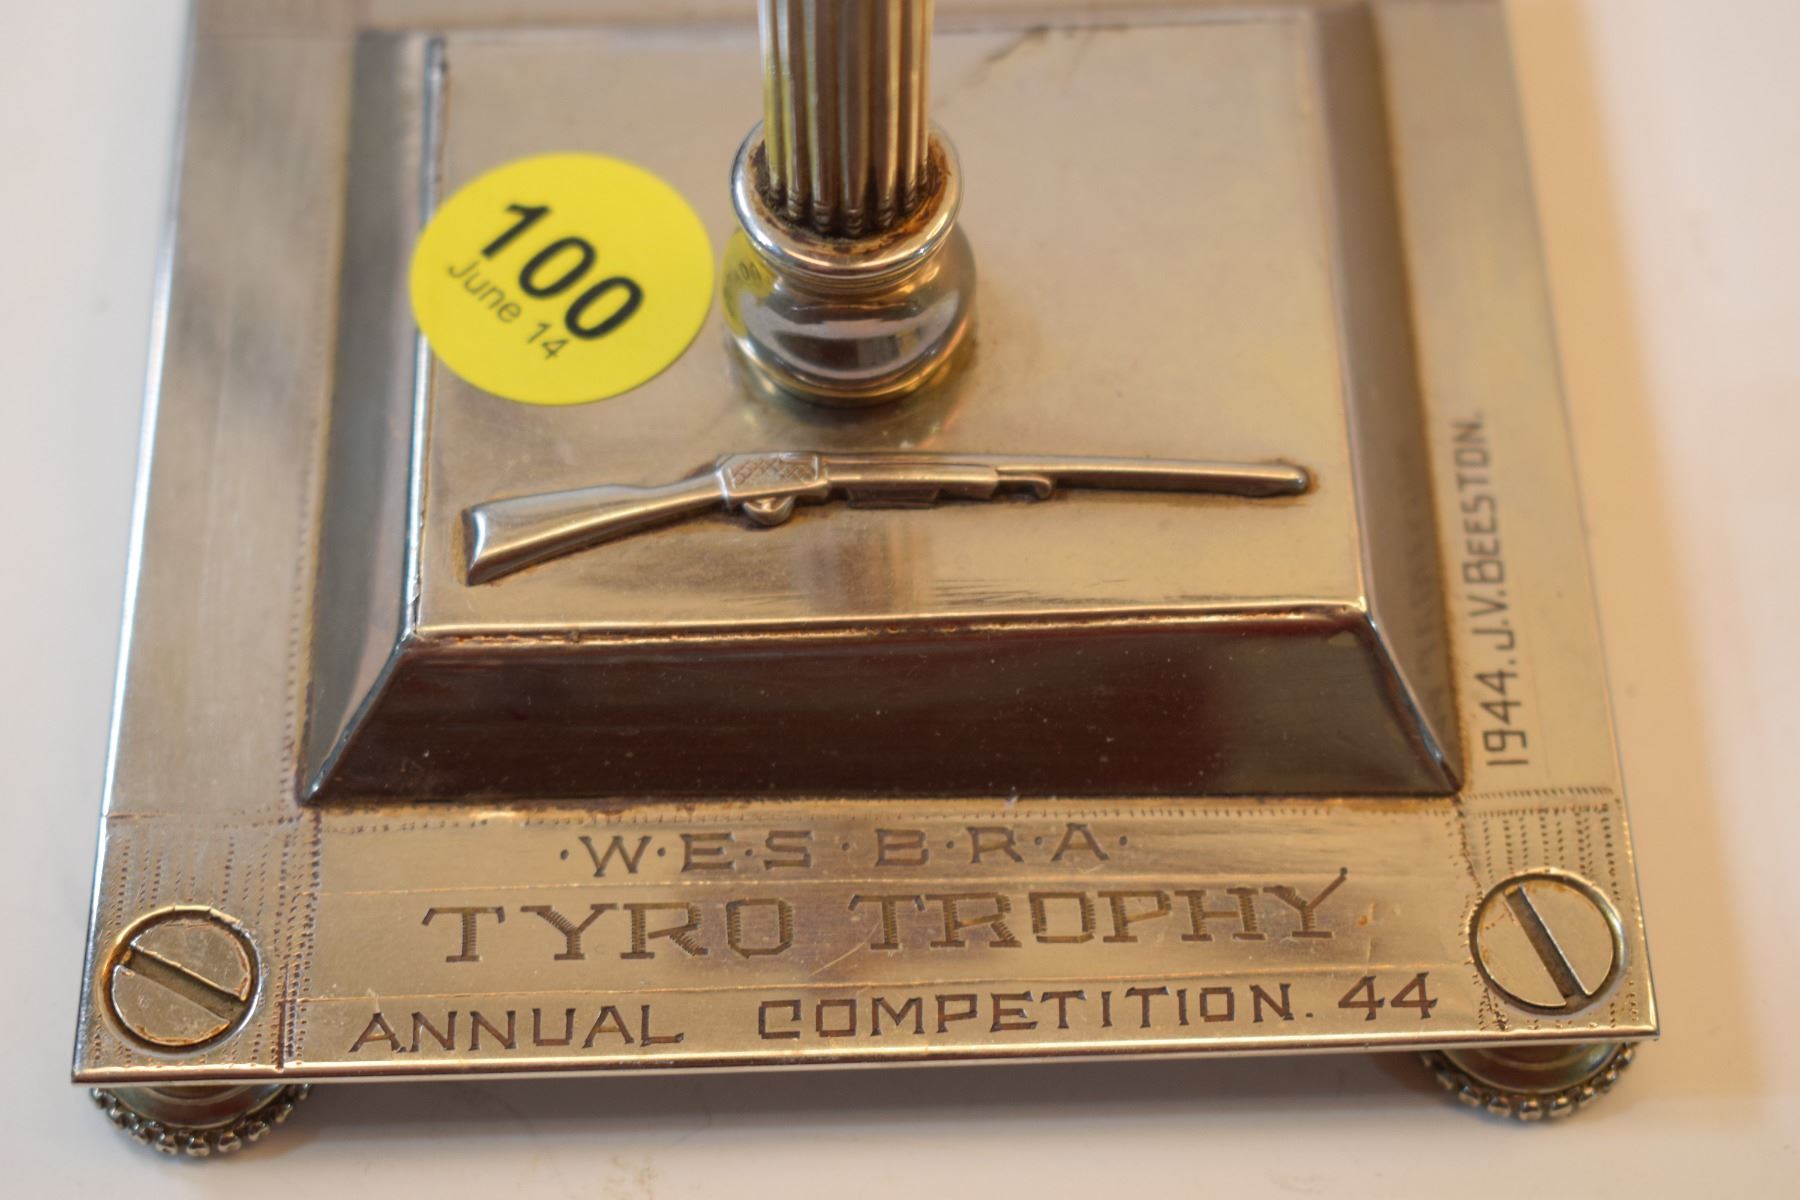 100
June 14
1944. J.V. BEESTON.
·W·E·S·B·R·A·
TYRO TROPHY
ANNUAL COMPETITION. 44